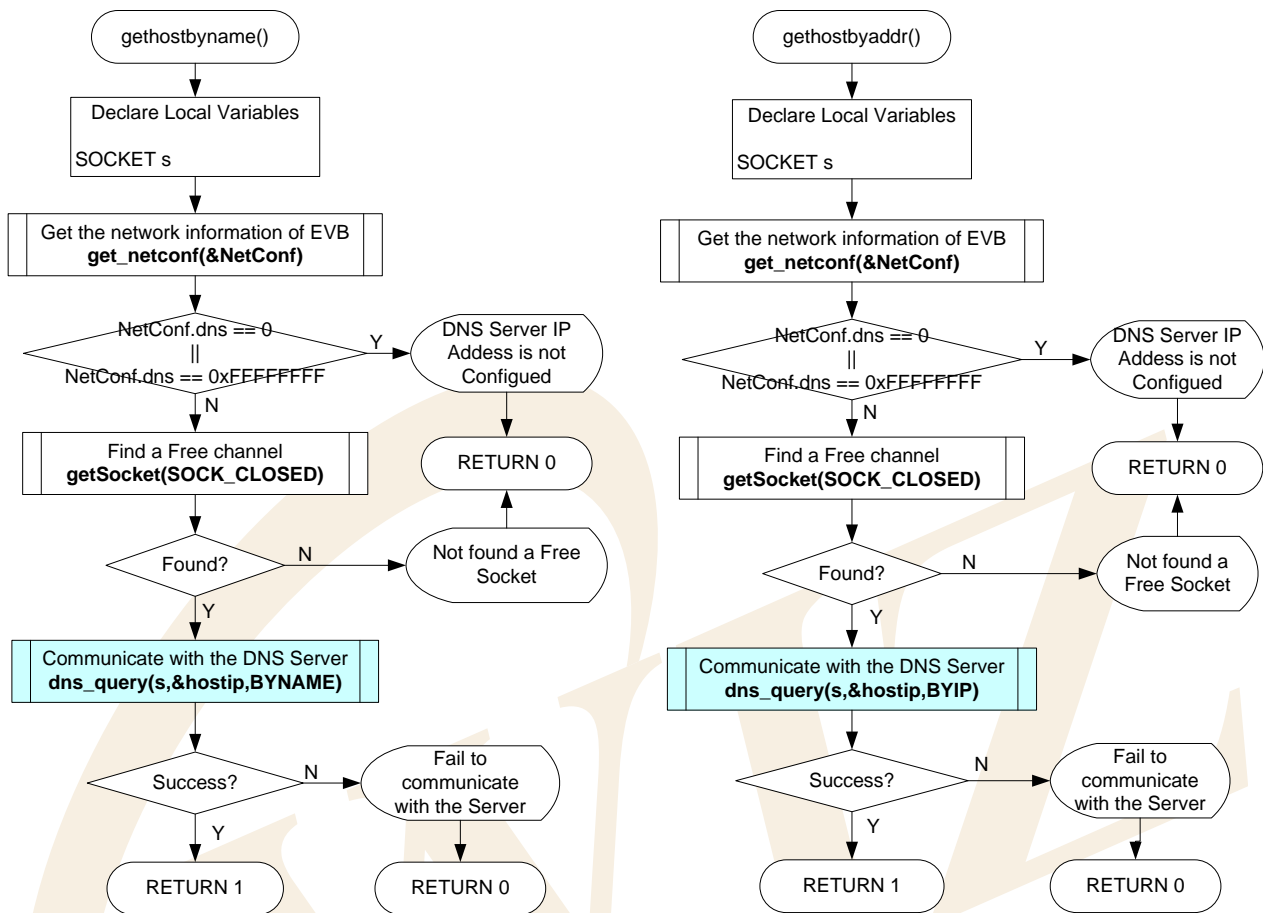 gethostbyname()
Declare Local Variables
SOCKET s
Get the network information of EVB
get_netconf(&NetConf)
NetConf.dns == 0
||
NetConf.dns == 0xFFFFFFFF
Y
DNS Server IP
Addess is not
Configued
N
RETURN 0
Find a Free channel
getSocket(SOCK_CLOSED)
Found?
N
Not found a Free
Socket
Y
Communicate with the DNS Server
dns_query(s,&hostip,BYNAME)
Success?
N
Fail to
communicate
with the Server
Y
RETURN 1
RETURN 0
gethostbyaddr()
Declare Local Variables
SOCKET s
Get the network information of EVB
get_netconf(&NetConf)
NetConf.dns == 0
||
NetConf.dns == 0xFFFFFFFF
Y
DNS Server IP
Addess is not
Configued
N
RETURN 0
Find a Free channel
getSocket(SOCK_CLOSED)
Found?
N
Not found a
Free Socket
Y
Communicate with the DNS Server
dns_query(s,&hostip,BYIP)
Success?
N
Fail to
communicate
with the Server
Y
RETURN 1
RETURN 0